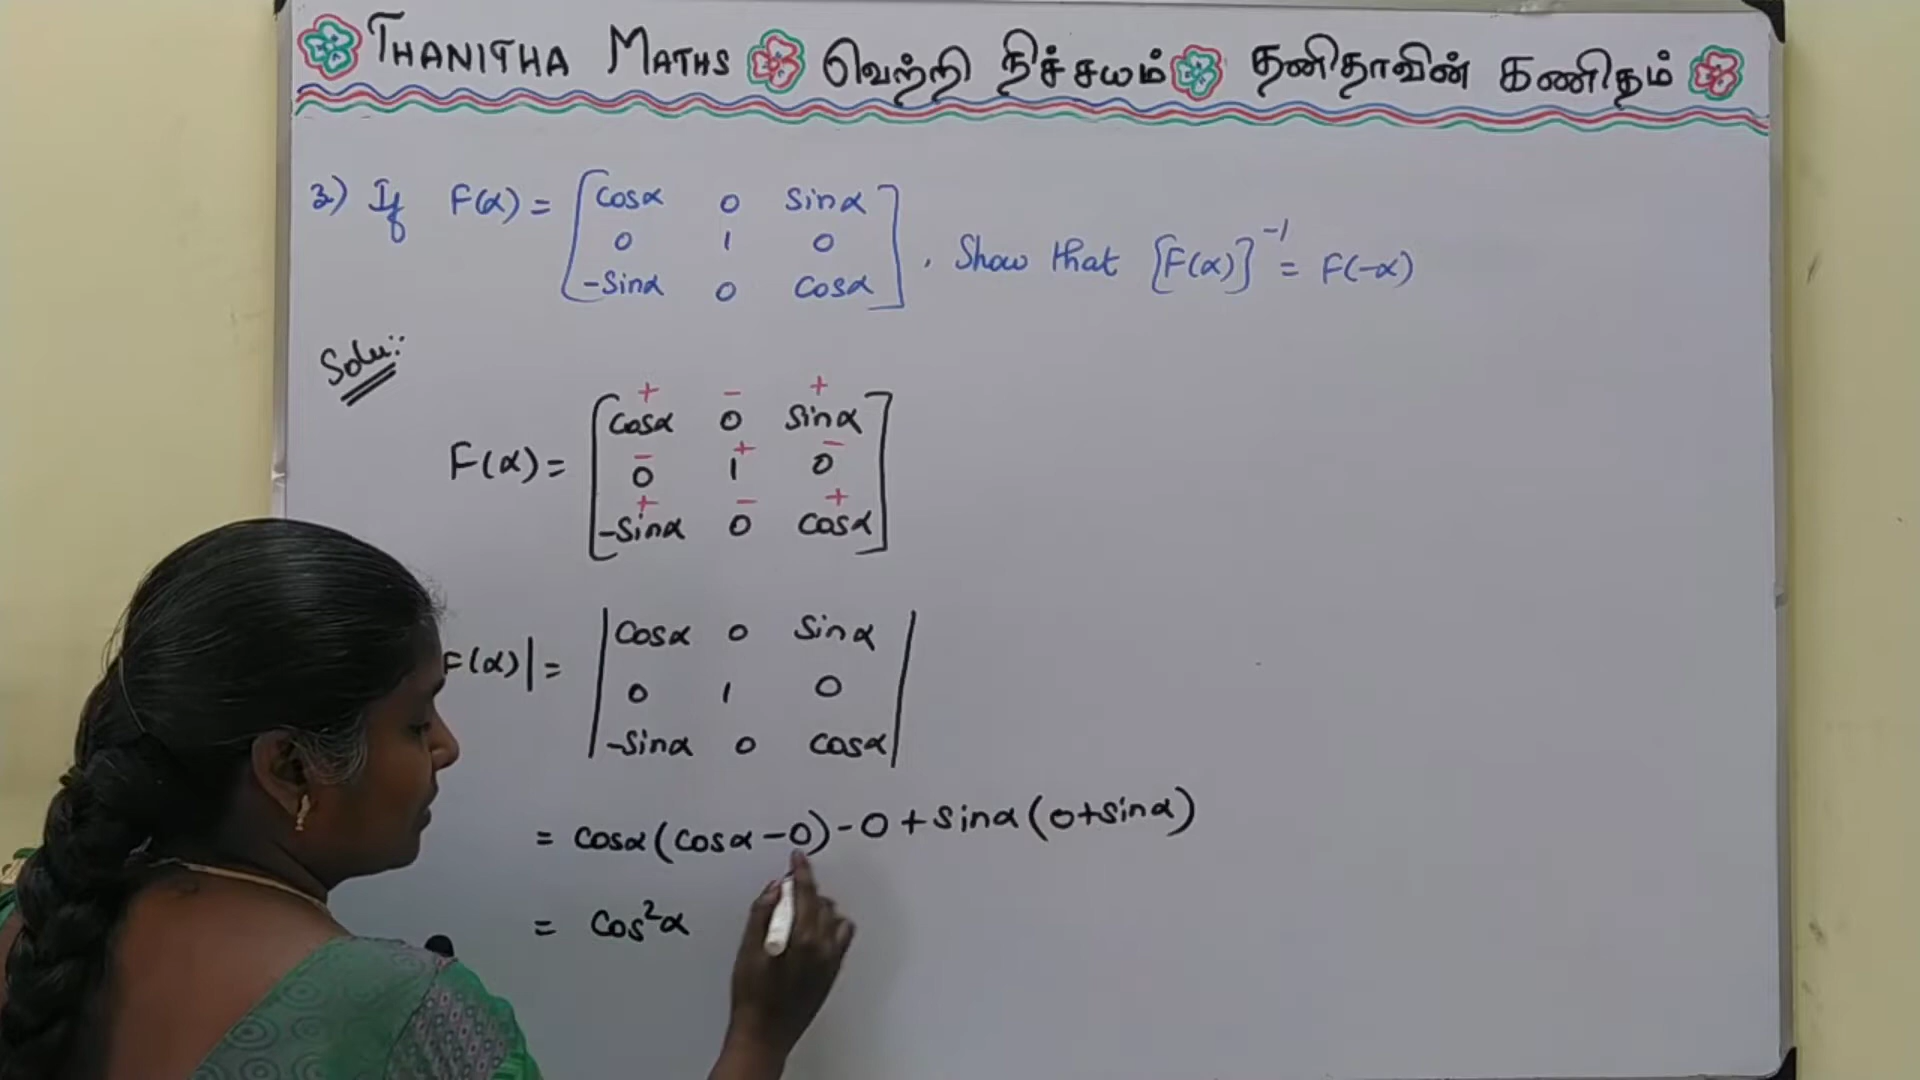 THANITHA MATHS வெற்றி நிச்சயம் தனிதாவின் கணிதம்
3) If F(α) = [cosα 0 sinα
0 1 0
-sinα 0 cosα] . Show that [F(α)]⁻¹ = F(-α)
Solu:
+ - +
F(α) = [cosα 0 sinα
- + -
0 1 0
+ - +
-sinα 0 cosα]
F(α)| = |cosα 0 sinα
0 1 0
-sinα 0 cosα|
= cosα(cosα-0)-0+sinα(0+sinα)
= cos²α